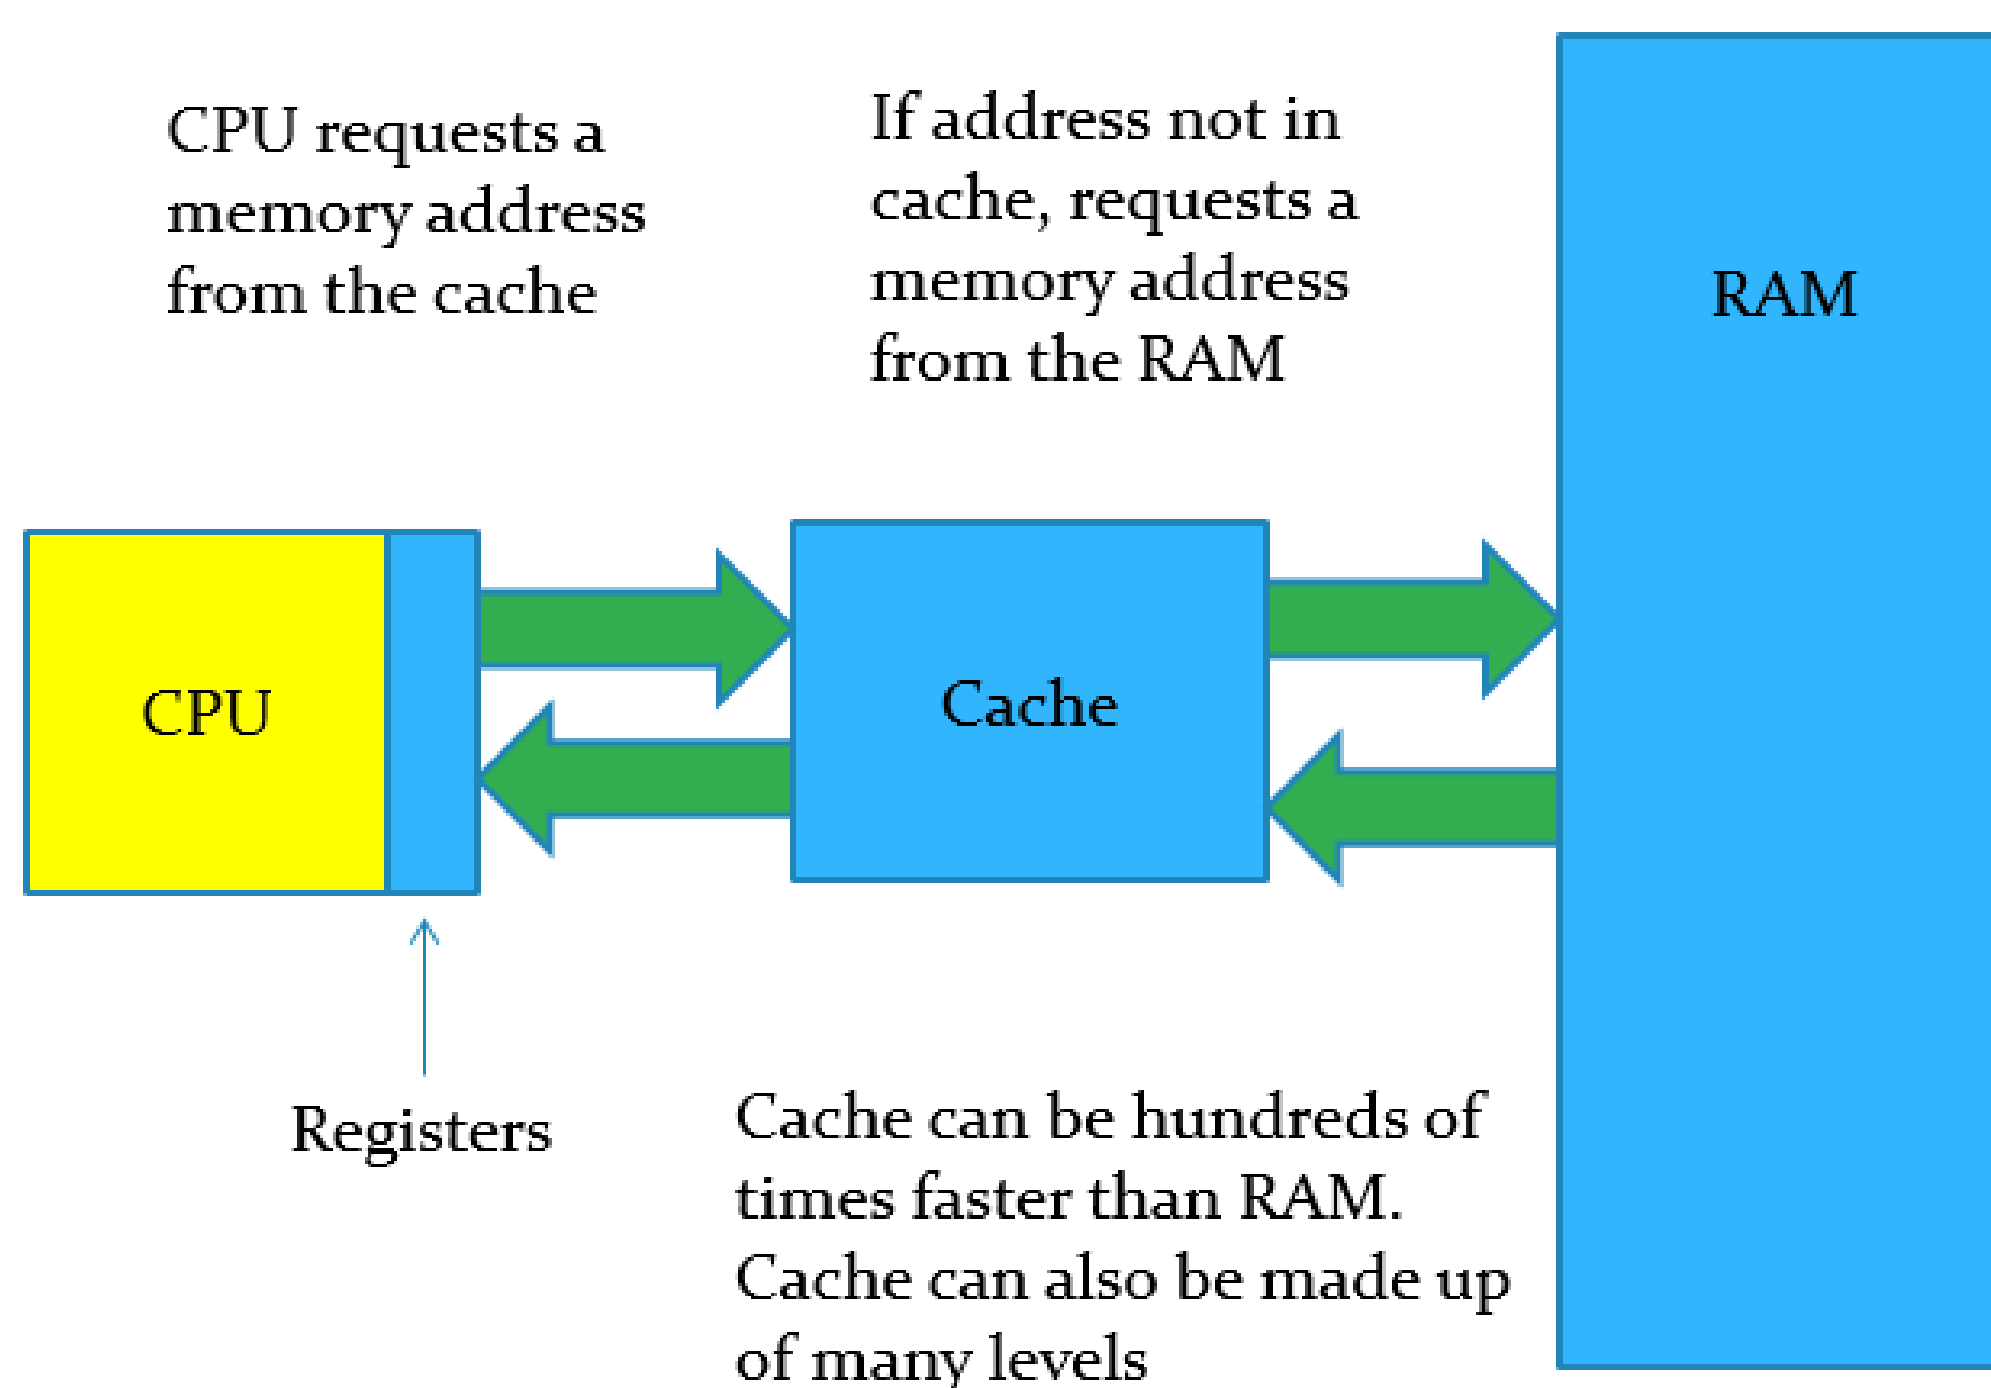 CPU requests a
memory address
from the cache
If address not in
cache, requests a
memory address
from the RAM
RAM
CPU
Cache
Registers
Cache can be hundreds of
times faster than RAM.
Cache can also be made up
of many levels